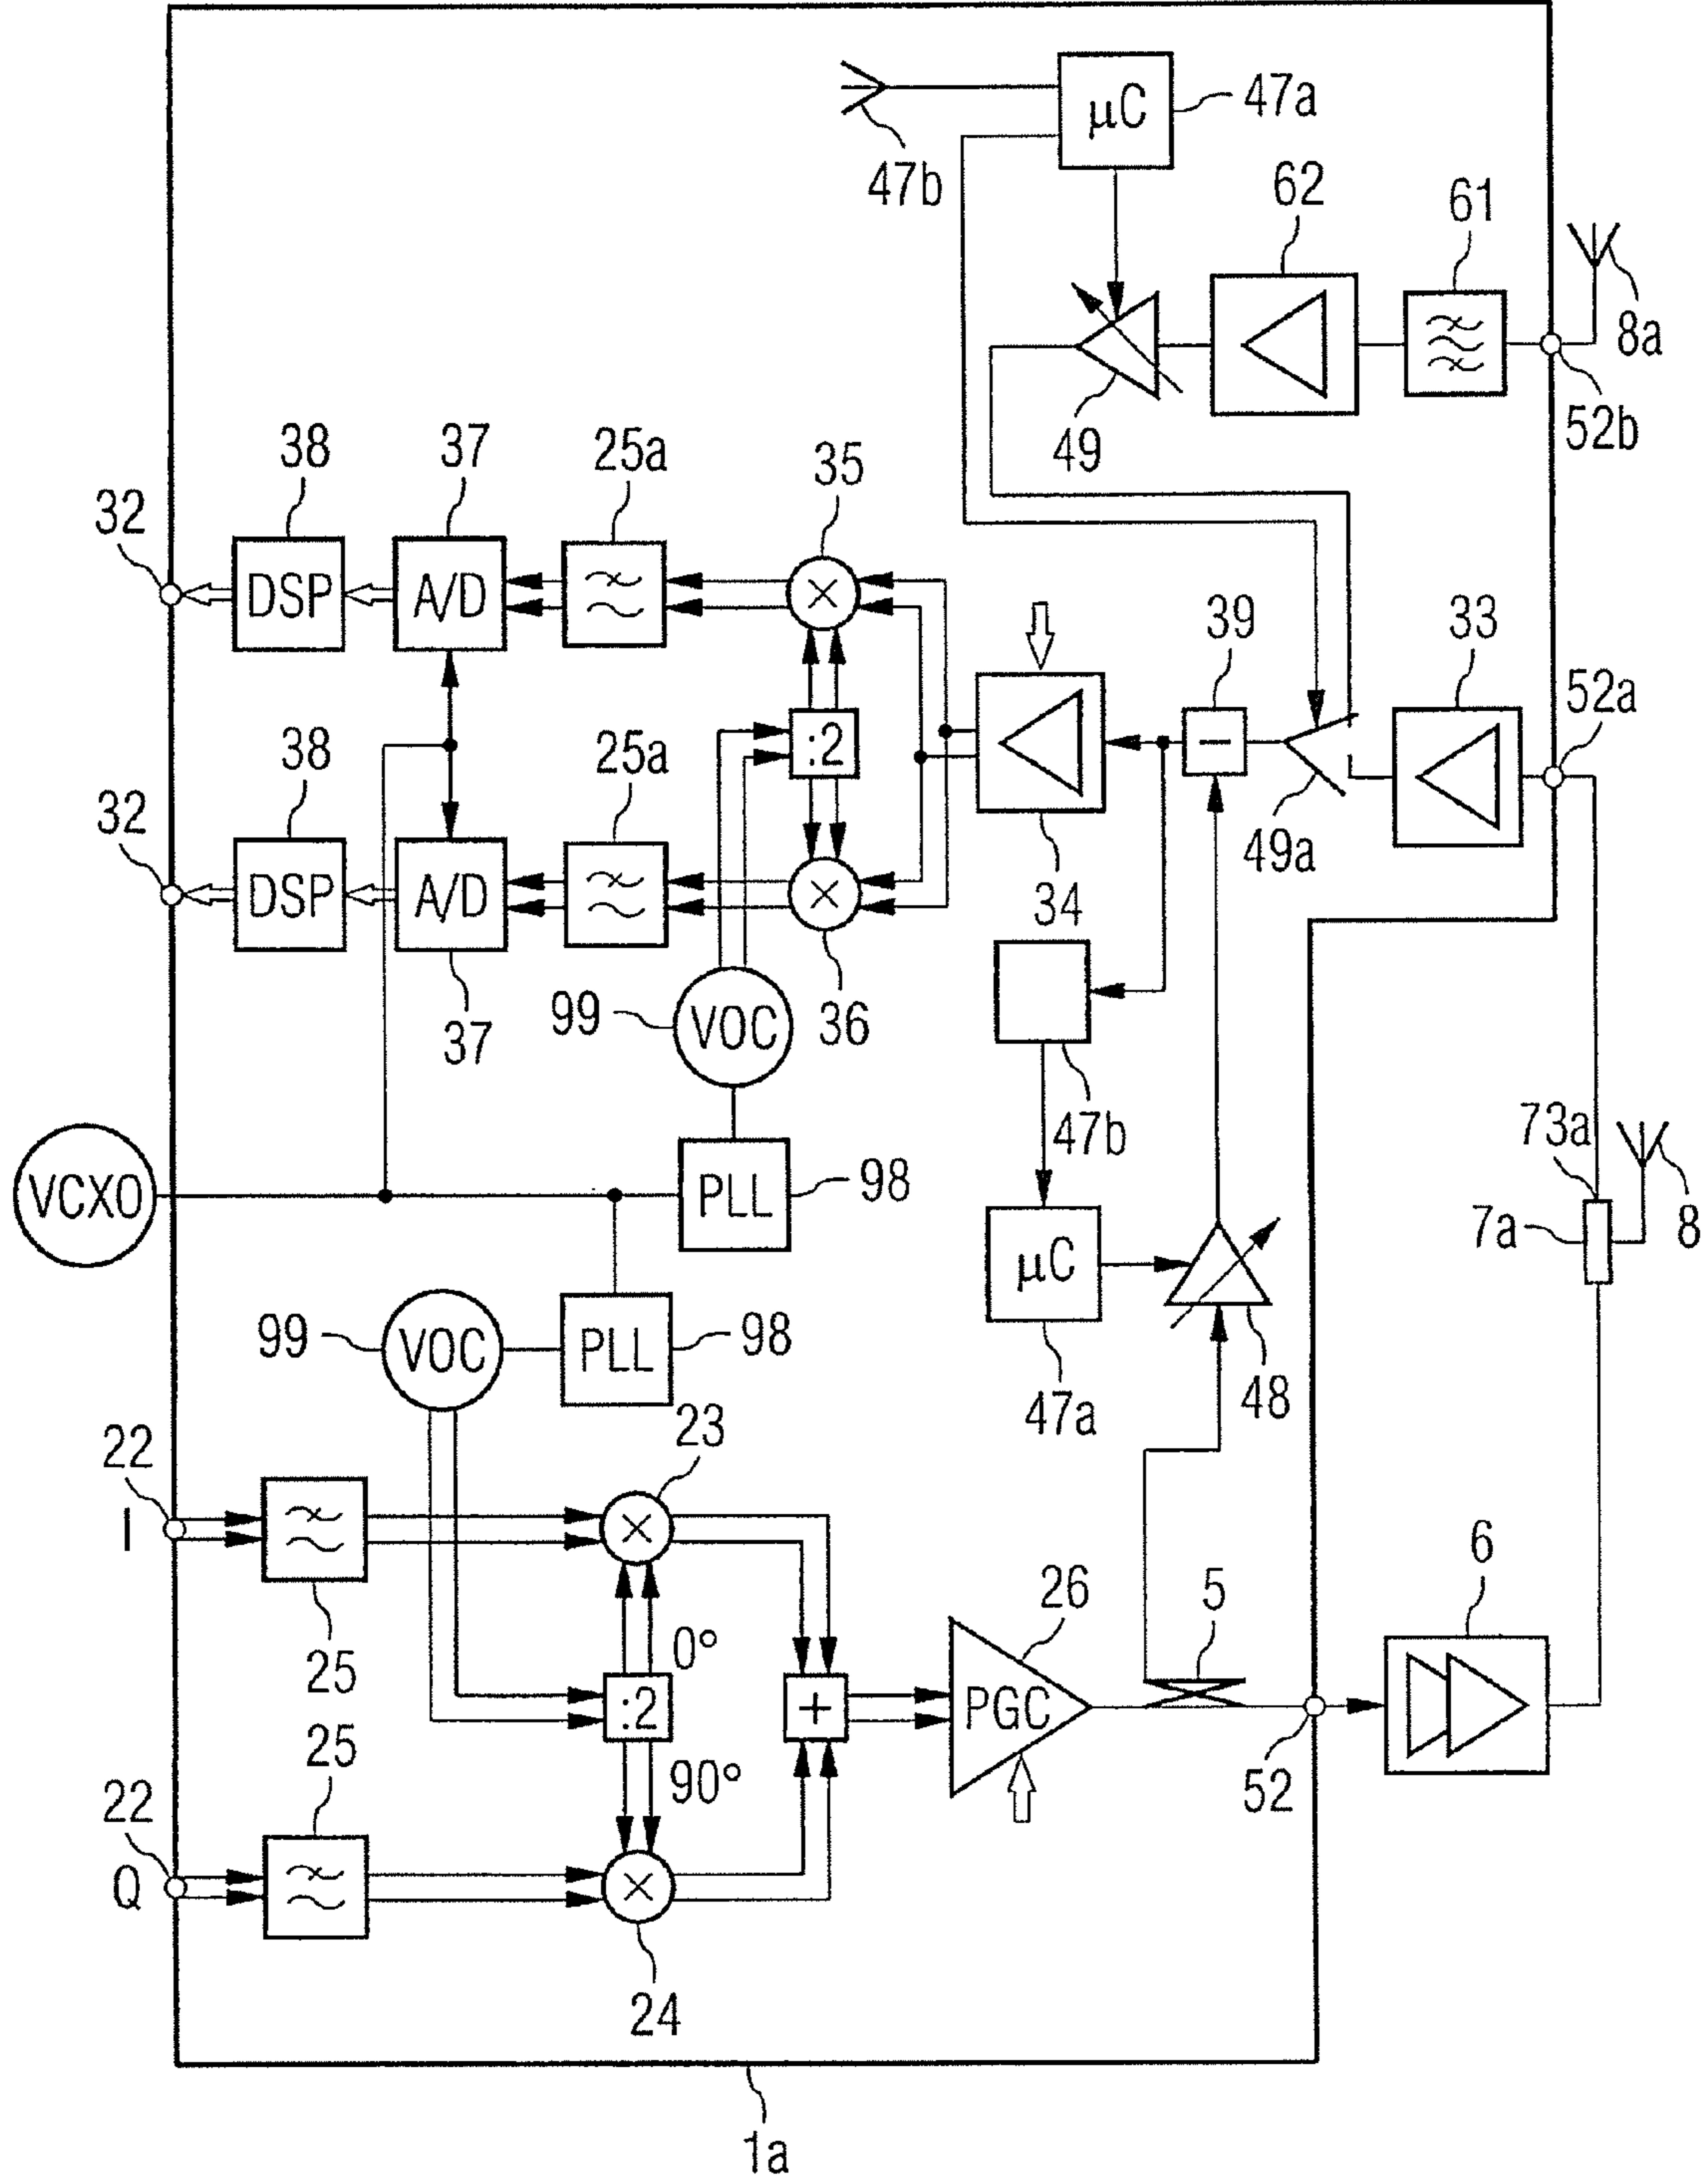 47a
μC
47b
62
61
8a
49
52b
38
37
25a
35
32
DSP
A/D
39
33
52a
:2
38
25a
49a
32
DSP
A/D
34
37
99
VOC
36
47b
73a
VCXO
PLL
98
7a
8
μC
99
VOC
PLL
98
47a
48
22
23
I
25
0°
26
5
6
25
:2
+
PGC
22
90°
52
Q
24
1a